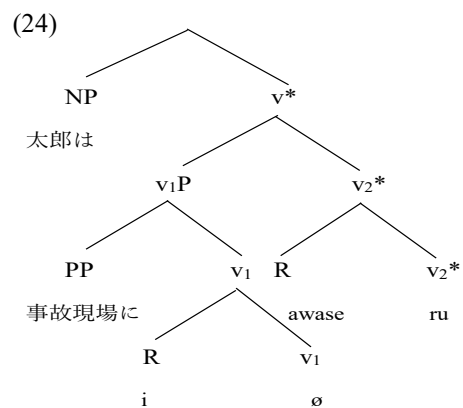 (24)
NP v*
太郎は
v₁P v₂*
PP v₁ R v₂*
事故現場に awase ru
R v₁
i ø